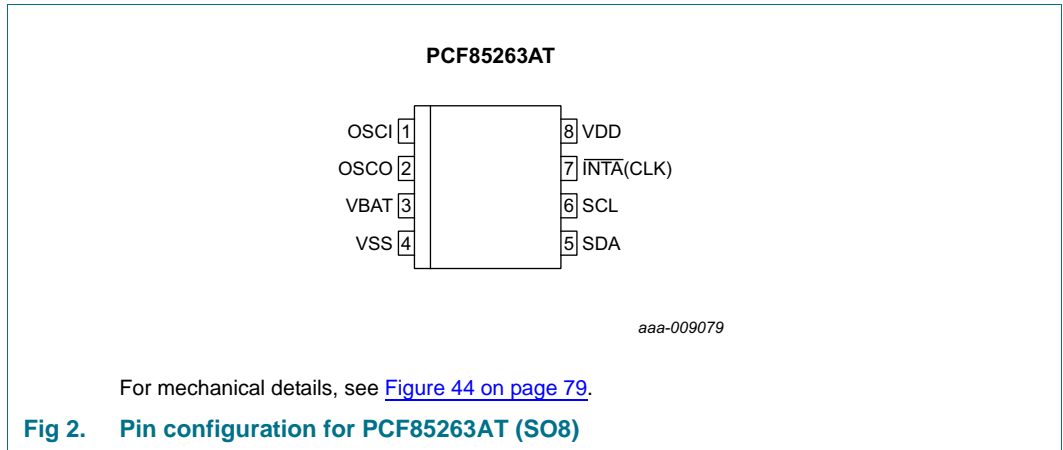 PCF85263AT
OSCI 1 8 VDD
OSCO 2 7 INTA(CLK)
VBAT 3 6 SCL
VSS 4 5 SDA
aaa-009079
For mechanical details, see Figure 44 on page 79.
Fig 2. Pin configuration for PCF85263AT (SO8)